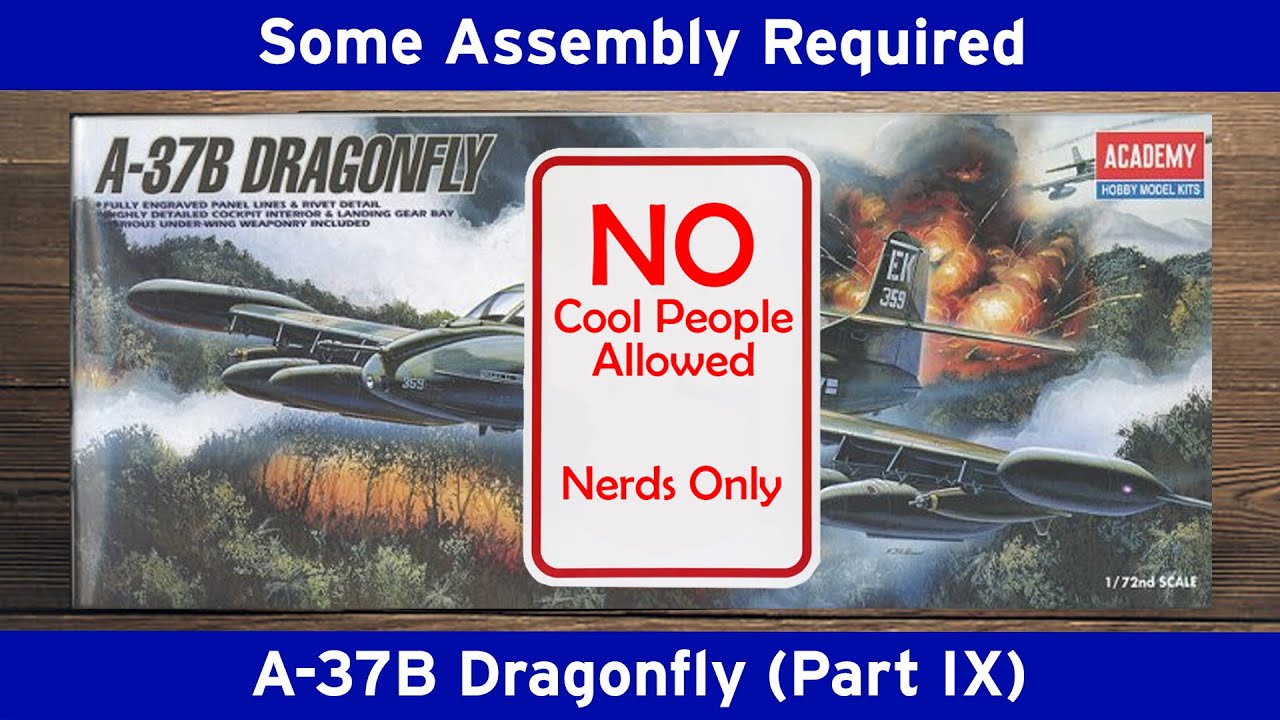 Some Assembly Required
A-37B DRAGONFLY
FULLY ENGRAVED PANEL LINES & RIVET DETAIL
HIGHLY DETAILED COCKPIT INTERIOR & LANDING GEAR BAY
VARIOUS UNDER-WING WEAPONRY INCLUDED
ACADEMY
HOBBY MODEL KITS
NO
Cool People
Allowed
Nerds Only
EK
359
359
1/72nd SCALE
A-37B Dragonfly (Part IX)